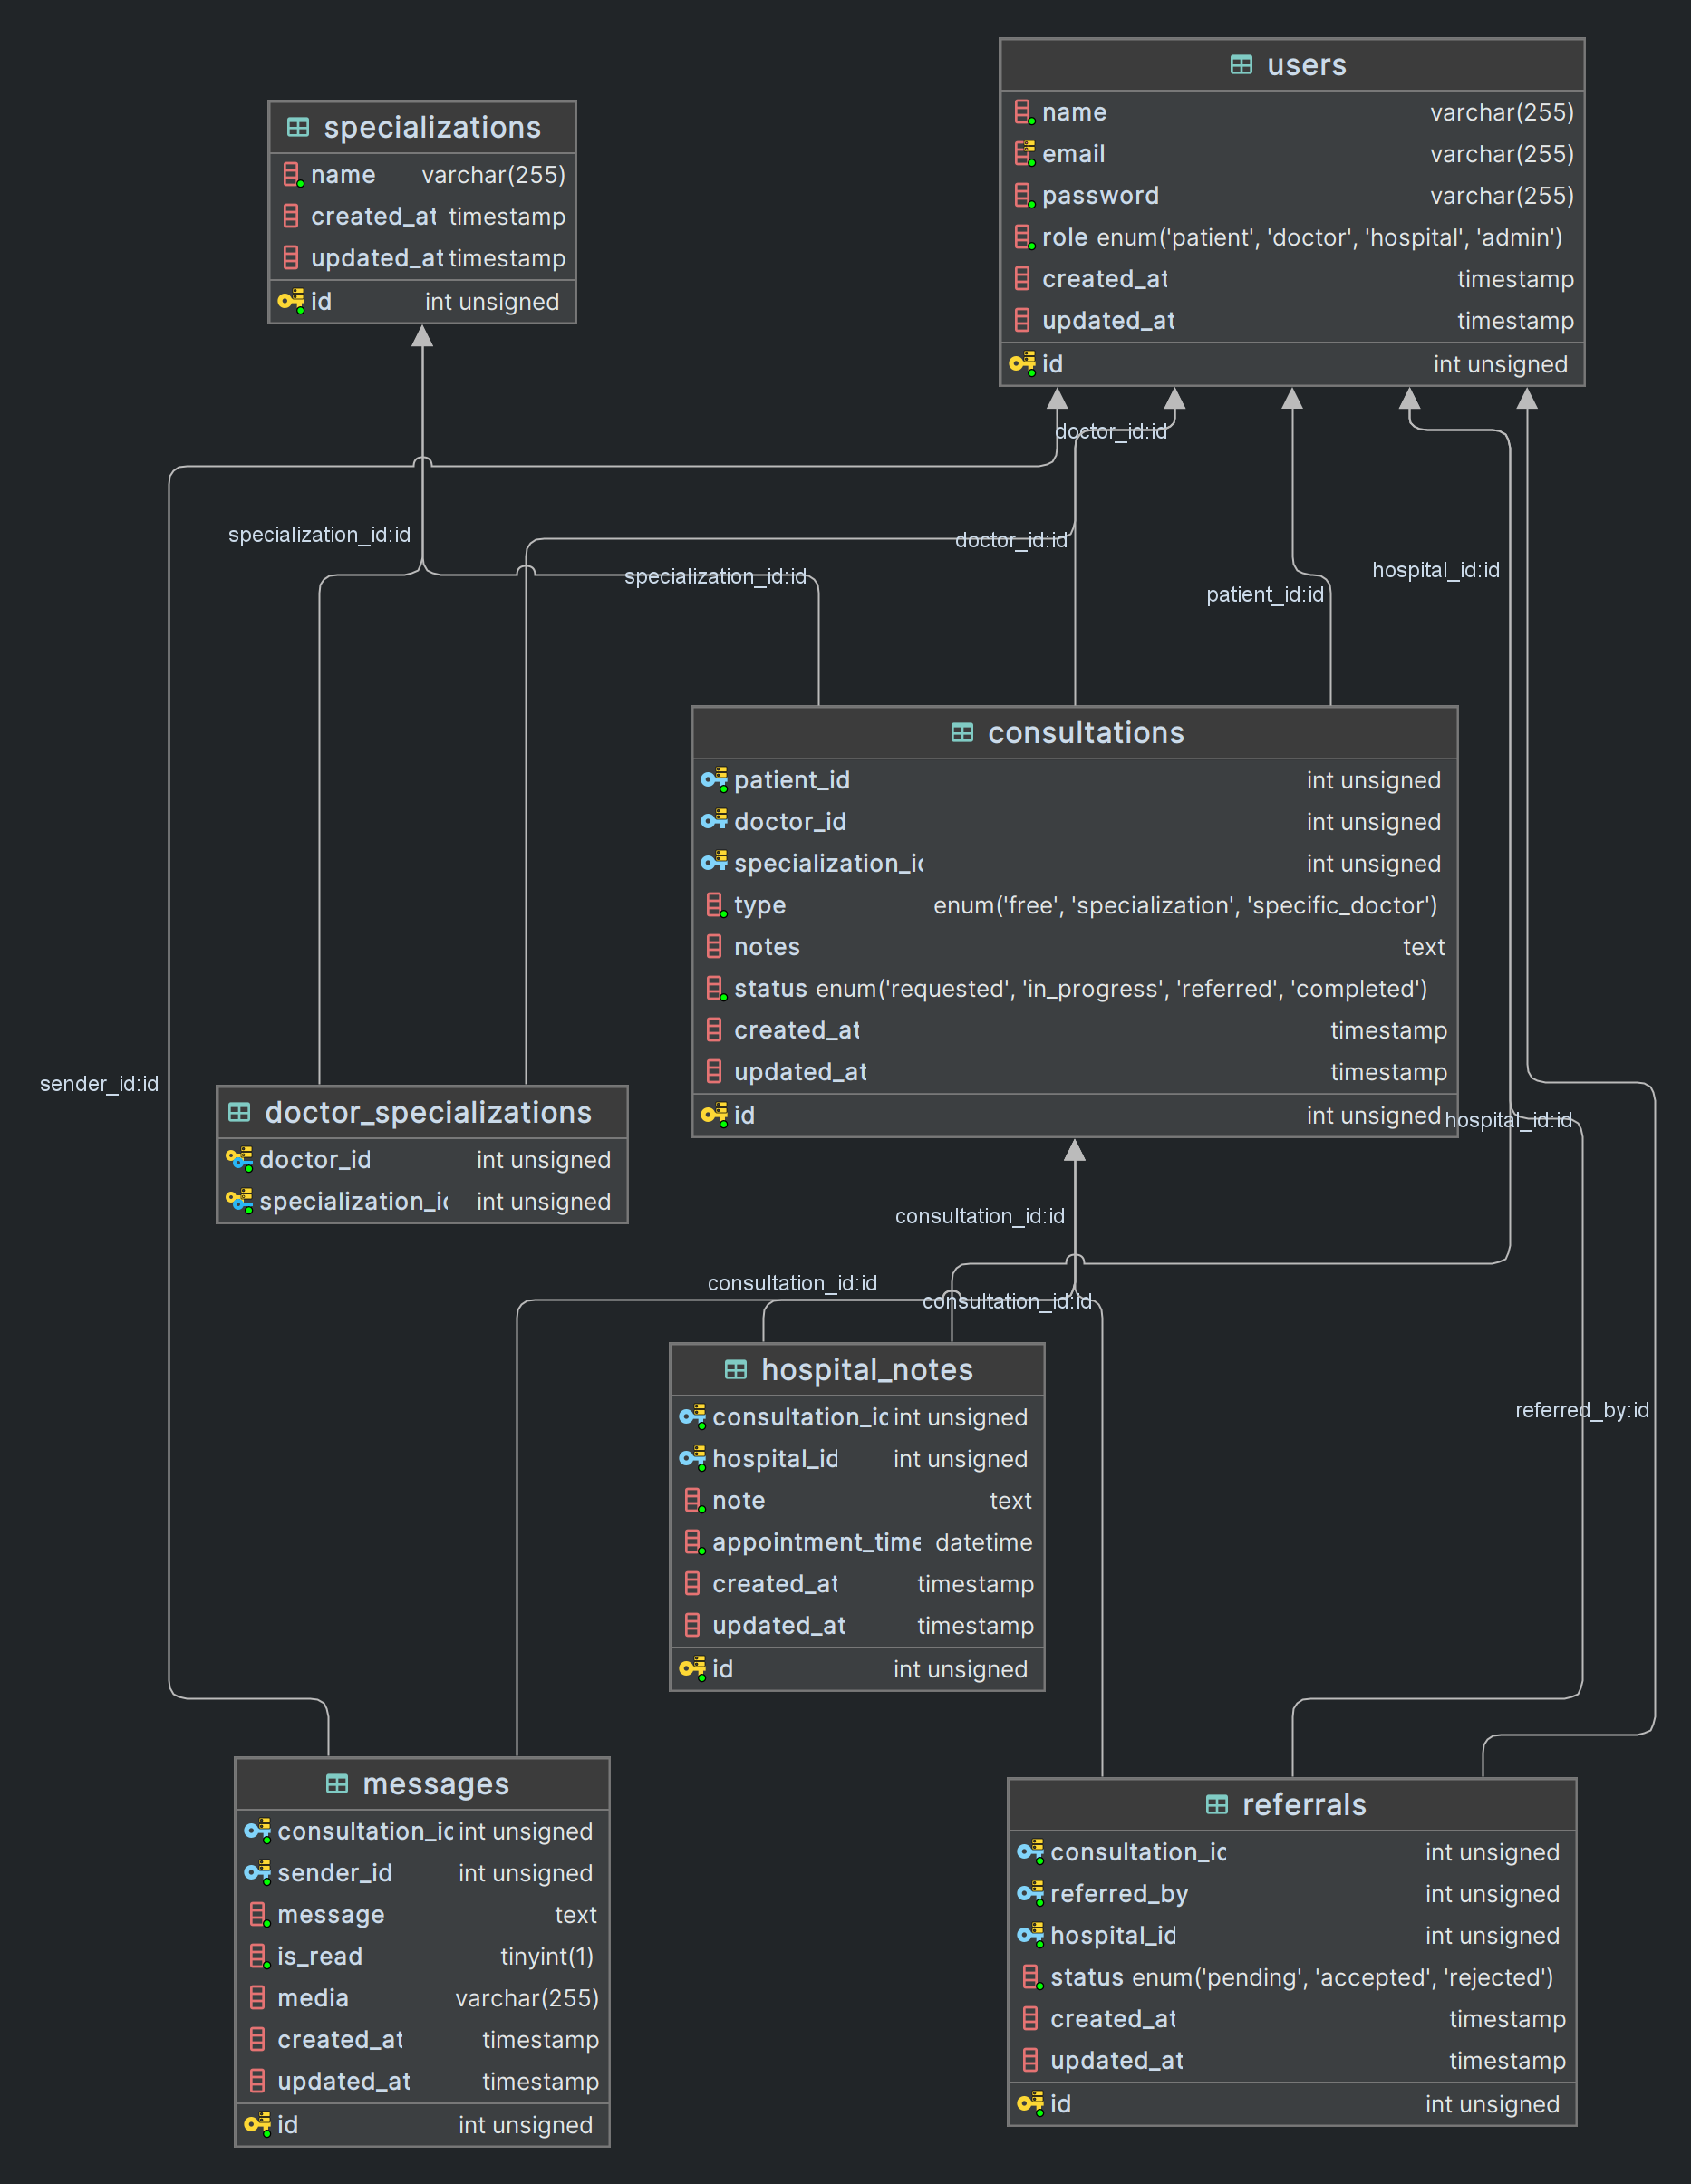 users
name varchar(255)
email varchar(255)
password varchar(255)
role enum('patient', 'doctor', 'hospital', 'admin')
created_at timestamp
updated_at timestamp
id int unsigned
specializations
name varchar(255)
created_at timestamp
updated_at timestamp
id int unsigned
doctor_id:id
specialization_id:id
doctor_id:id
specialization_id:id
hospital_id:id
patient_id:id
consultations
patient_id int unsigned
doctor_id int unsigned
specialization_id int unsigned
type enum('free', 'specialization', 'specific_doctor')
notes text
status enum('requested', 'in_progress', 'referred', 'completed')
created_at timestamp
updated_at timestamp
id int unsigned
sender_id:id
hospital_id:id
doctor_specializations
doctor_id int unsigned
specialization_id int unsigned
consultation_id:id
consultation_id:id
consultation_id:id
hospital_notes
consultation_id int unsigned
hospital_id int unsigned
note text
appointment_time datetime
created_at timestamp
updated_at timestamp
id int unsigned
referred_by:id
messages
consultation_id int unsigned
sender_id int unsigned
message text
is_read tinyint(1)
media varchar(255)
created_at timestamp
updated_at timestamp
id int unsigned
referrals
consultation_id int unsigned
referred_by int unsigned
hospital_id int unsigned
status enum('pending', 'accepted', 'rejected')
created_at timestamp
updated_at timestamp
id int unsigned